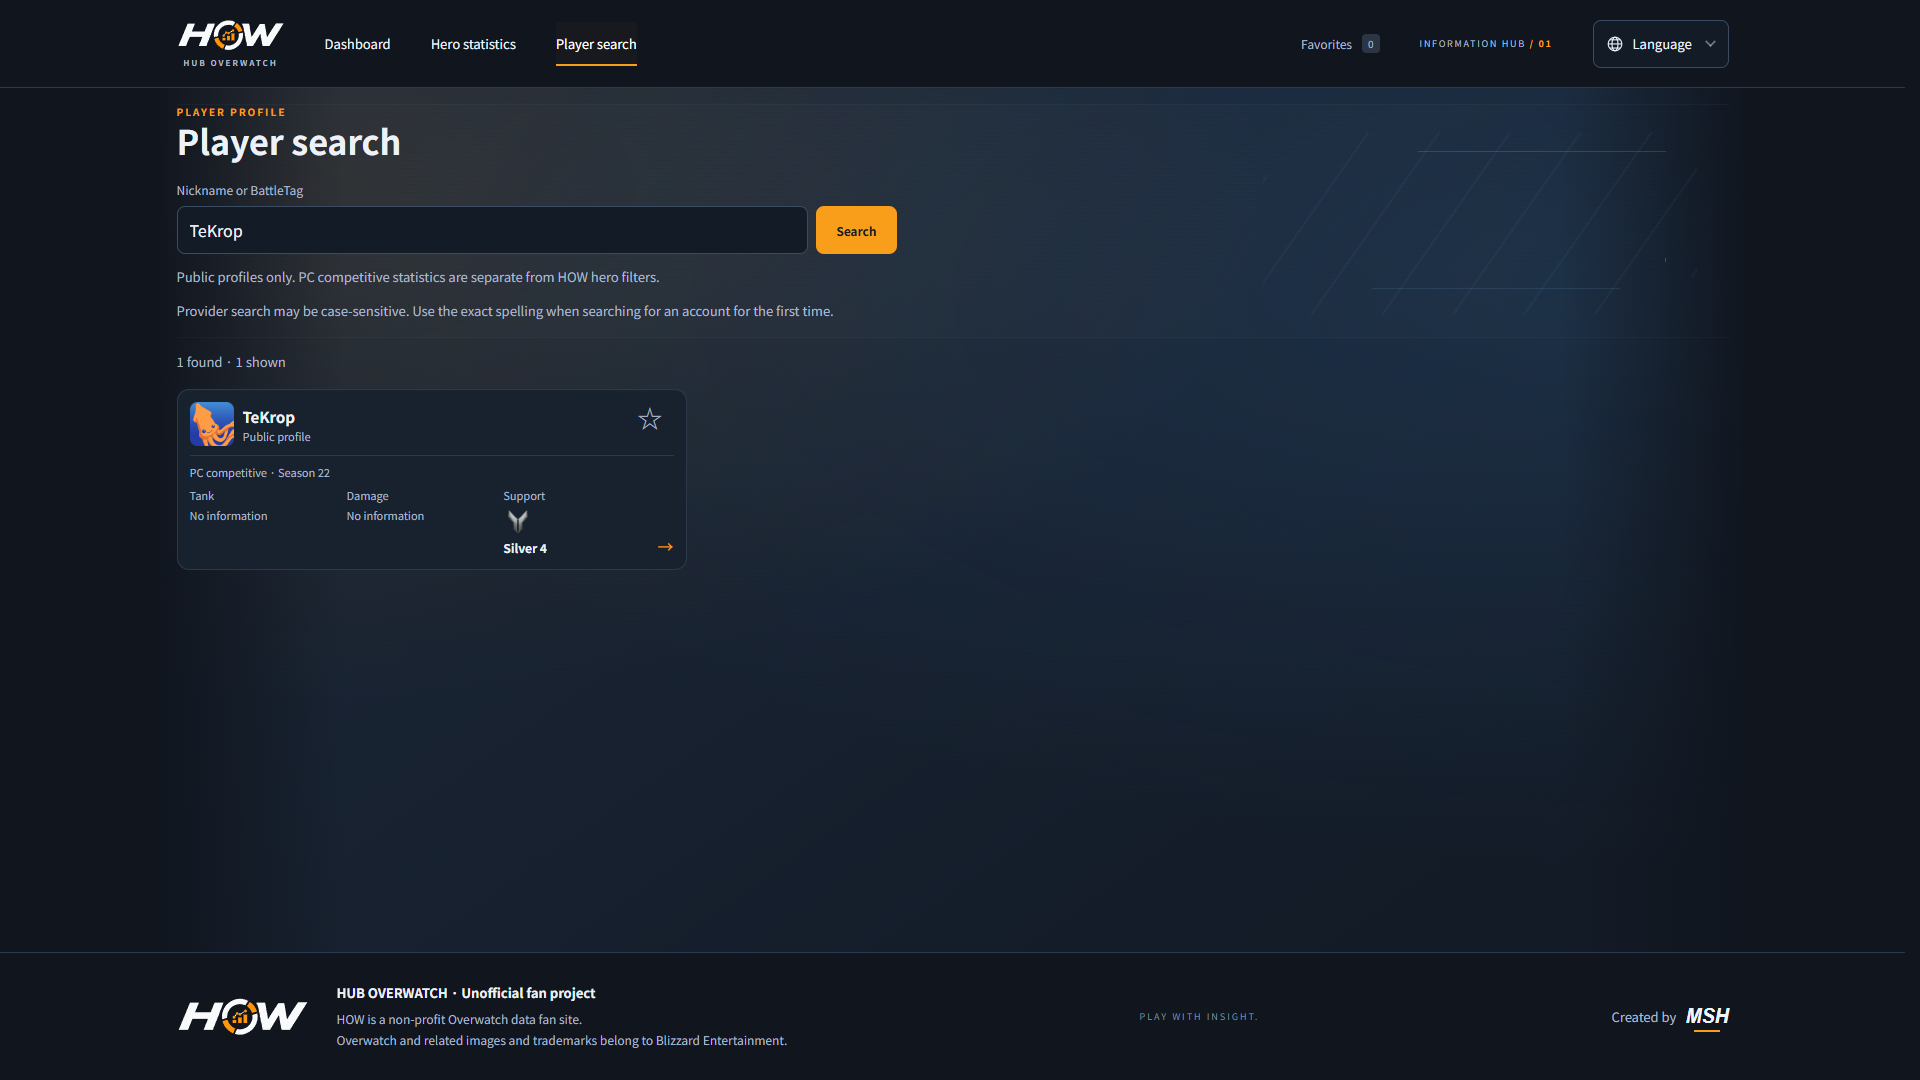 HOW
HUB OVERWATCH
Dashboard
Hero statistics
Player search
Favorites 0
INFORMATION HUB / 01
Language
PLAYER PROFILE
Player search
Nickname or BattleTag
TeKrop
Search
Public profiles only. PC competitive statistics are separate from HOW hero filters.
Provider search may be case-sensitive. Use the exact spelling when searching for an account for the first time.
1 found · 1 shown
TeKrop
Public profile
PC competitive · Season 22
Tank
No information
Damage
No information
Support
Silver 4
HOW
HUB OVERWATCH · Unofficial fan project
HOW is a non-profit Overwatch data fan site.
Overwatch and related images and trademarks belong to Blizzard Entertainment.
PLAY WITH INSIGHT.
Created by MSH